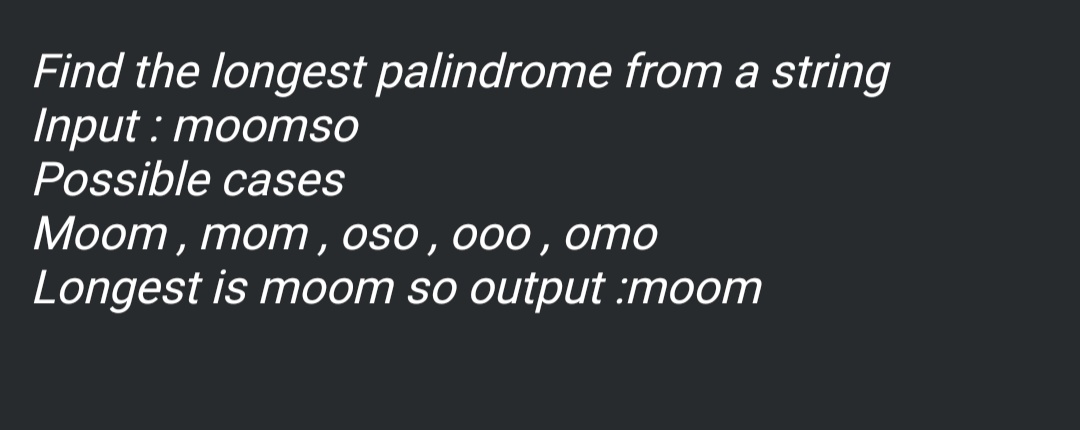 Find the longest palindrome from a string
Input : moomso
Possible cases
Moom , mom , oso , ooo , omo
Longest is moom so output :moom